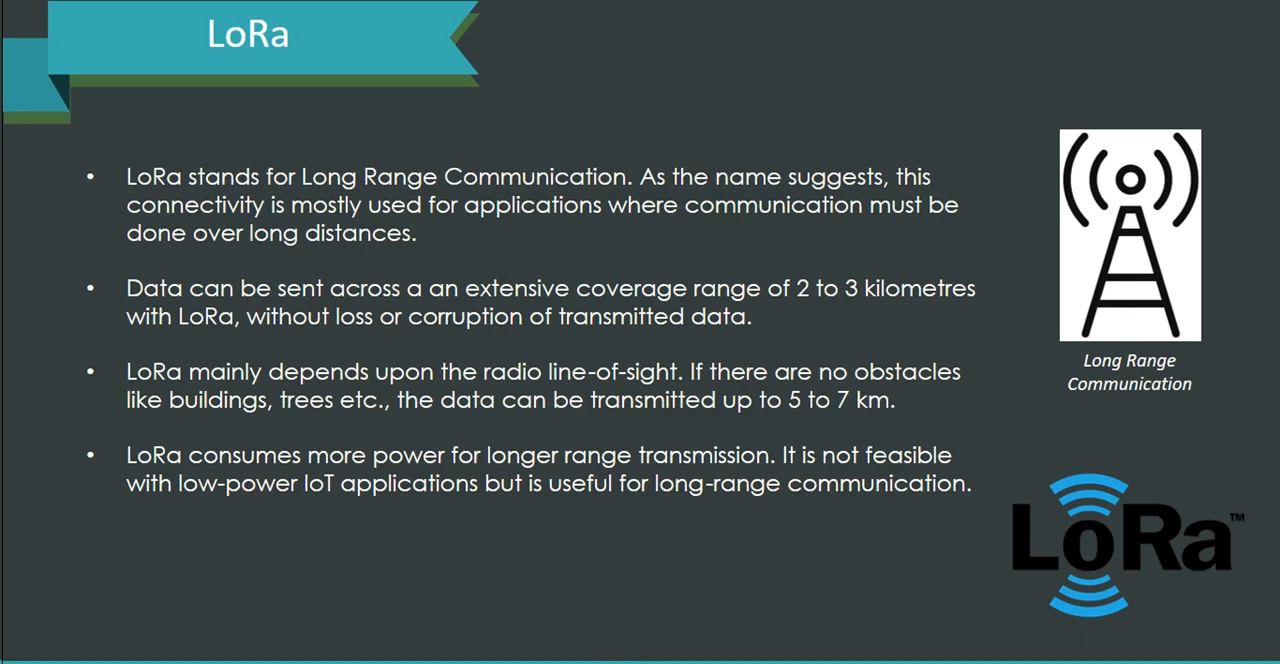 LoRa
• LoRa stands for Long Range Communication. As the name suggests, this
connectivity is mostly used for applications where communication must be
done over long distances.
• Data can be sent across a an extensive coverage range of 2 to 3 kilometres
with LoRa, without loss or corruption of transmitted data.
• LoRa mainly depends upon the radio line-of-sight. If there are no obstacles
like buildings, trees etc., the data can be transmitted up to 5 to 7 km.
• LoRa consumes more power for longer range transmission. It is not feasible
with low-power IoT applications but is useful for long-range communication.
Long Range
Communication
LoRa™